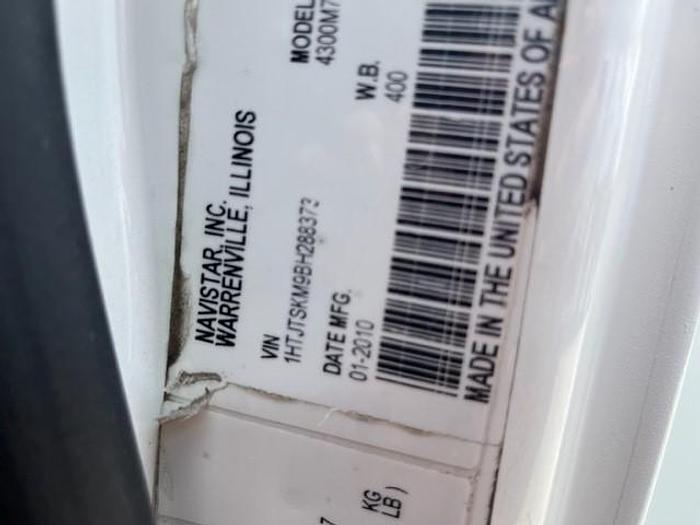 NAVISTAR, INC.
WARRENVILLE, ILLINOIS
MODEL
4300M7
VIN
1HTJTSKM9BH288373
W.B.
400
DATE MFG.
01-2010
MADE IN THE UNITED STATES OF A
KG
LB )